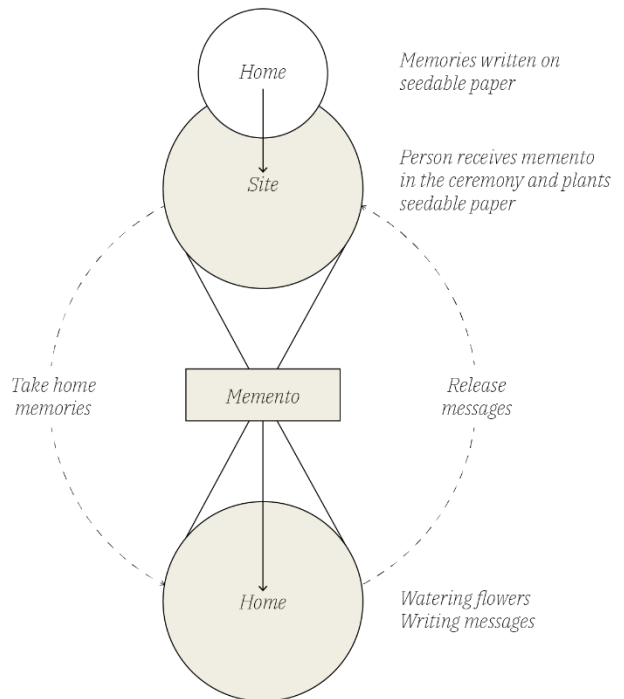 Home
Memories written on
seedable paper
Person receives memento
in the ceremony and plants
seedable paper
Site
Take home
memories
Memento
Release
messages
Home
Watering flowers
Writing messages